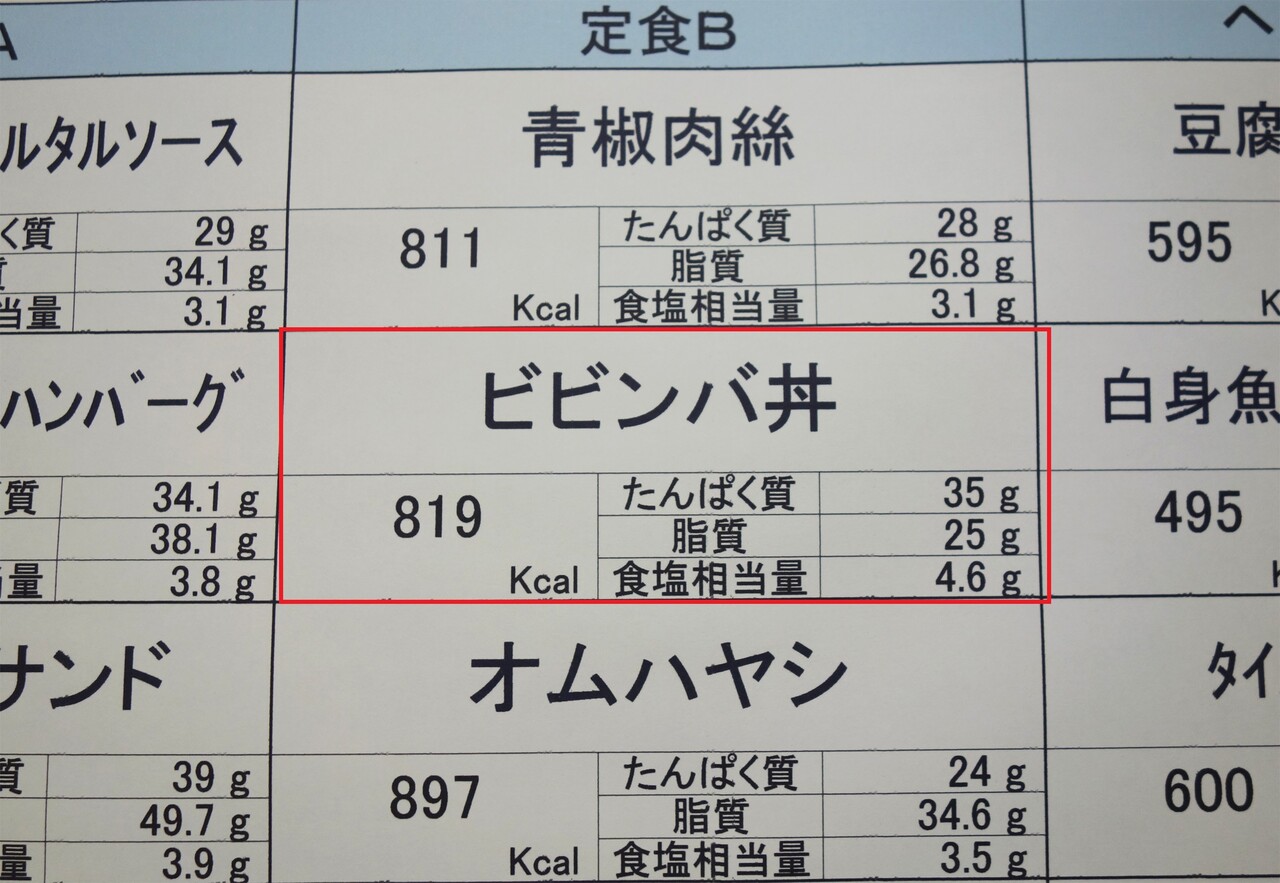 A
定食B
ヘ
ルタルソース
青椒肉絲
豆腐
く質 29 g
811 Kcal
たんぱく質 28 g
595
質 34.1 g
脂質 26.8 g
当量 3.1 g
食塩相当量 3.1 g
ハンバーグ
ビビンバ丼
白身魚
質 34.1 g
819 Kcal
たんぱく質 35 g
495
38.1 g
脂質 25 g
当量 3.8 g
食塩相当量 4.6 g
サンド
オムハヤシ
タイ
質 39 g
897 Kcal
たんぱく質 24 g
600
49.7 g
脂質 34.6 g
量 3.9 g
食塩相当量 3.5 g